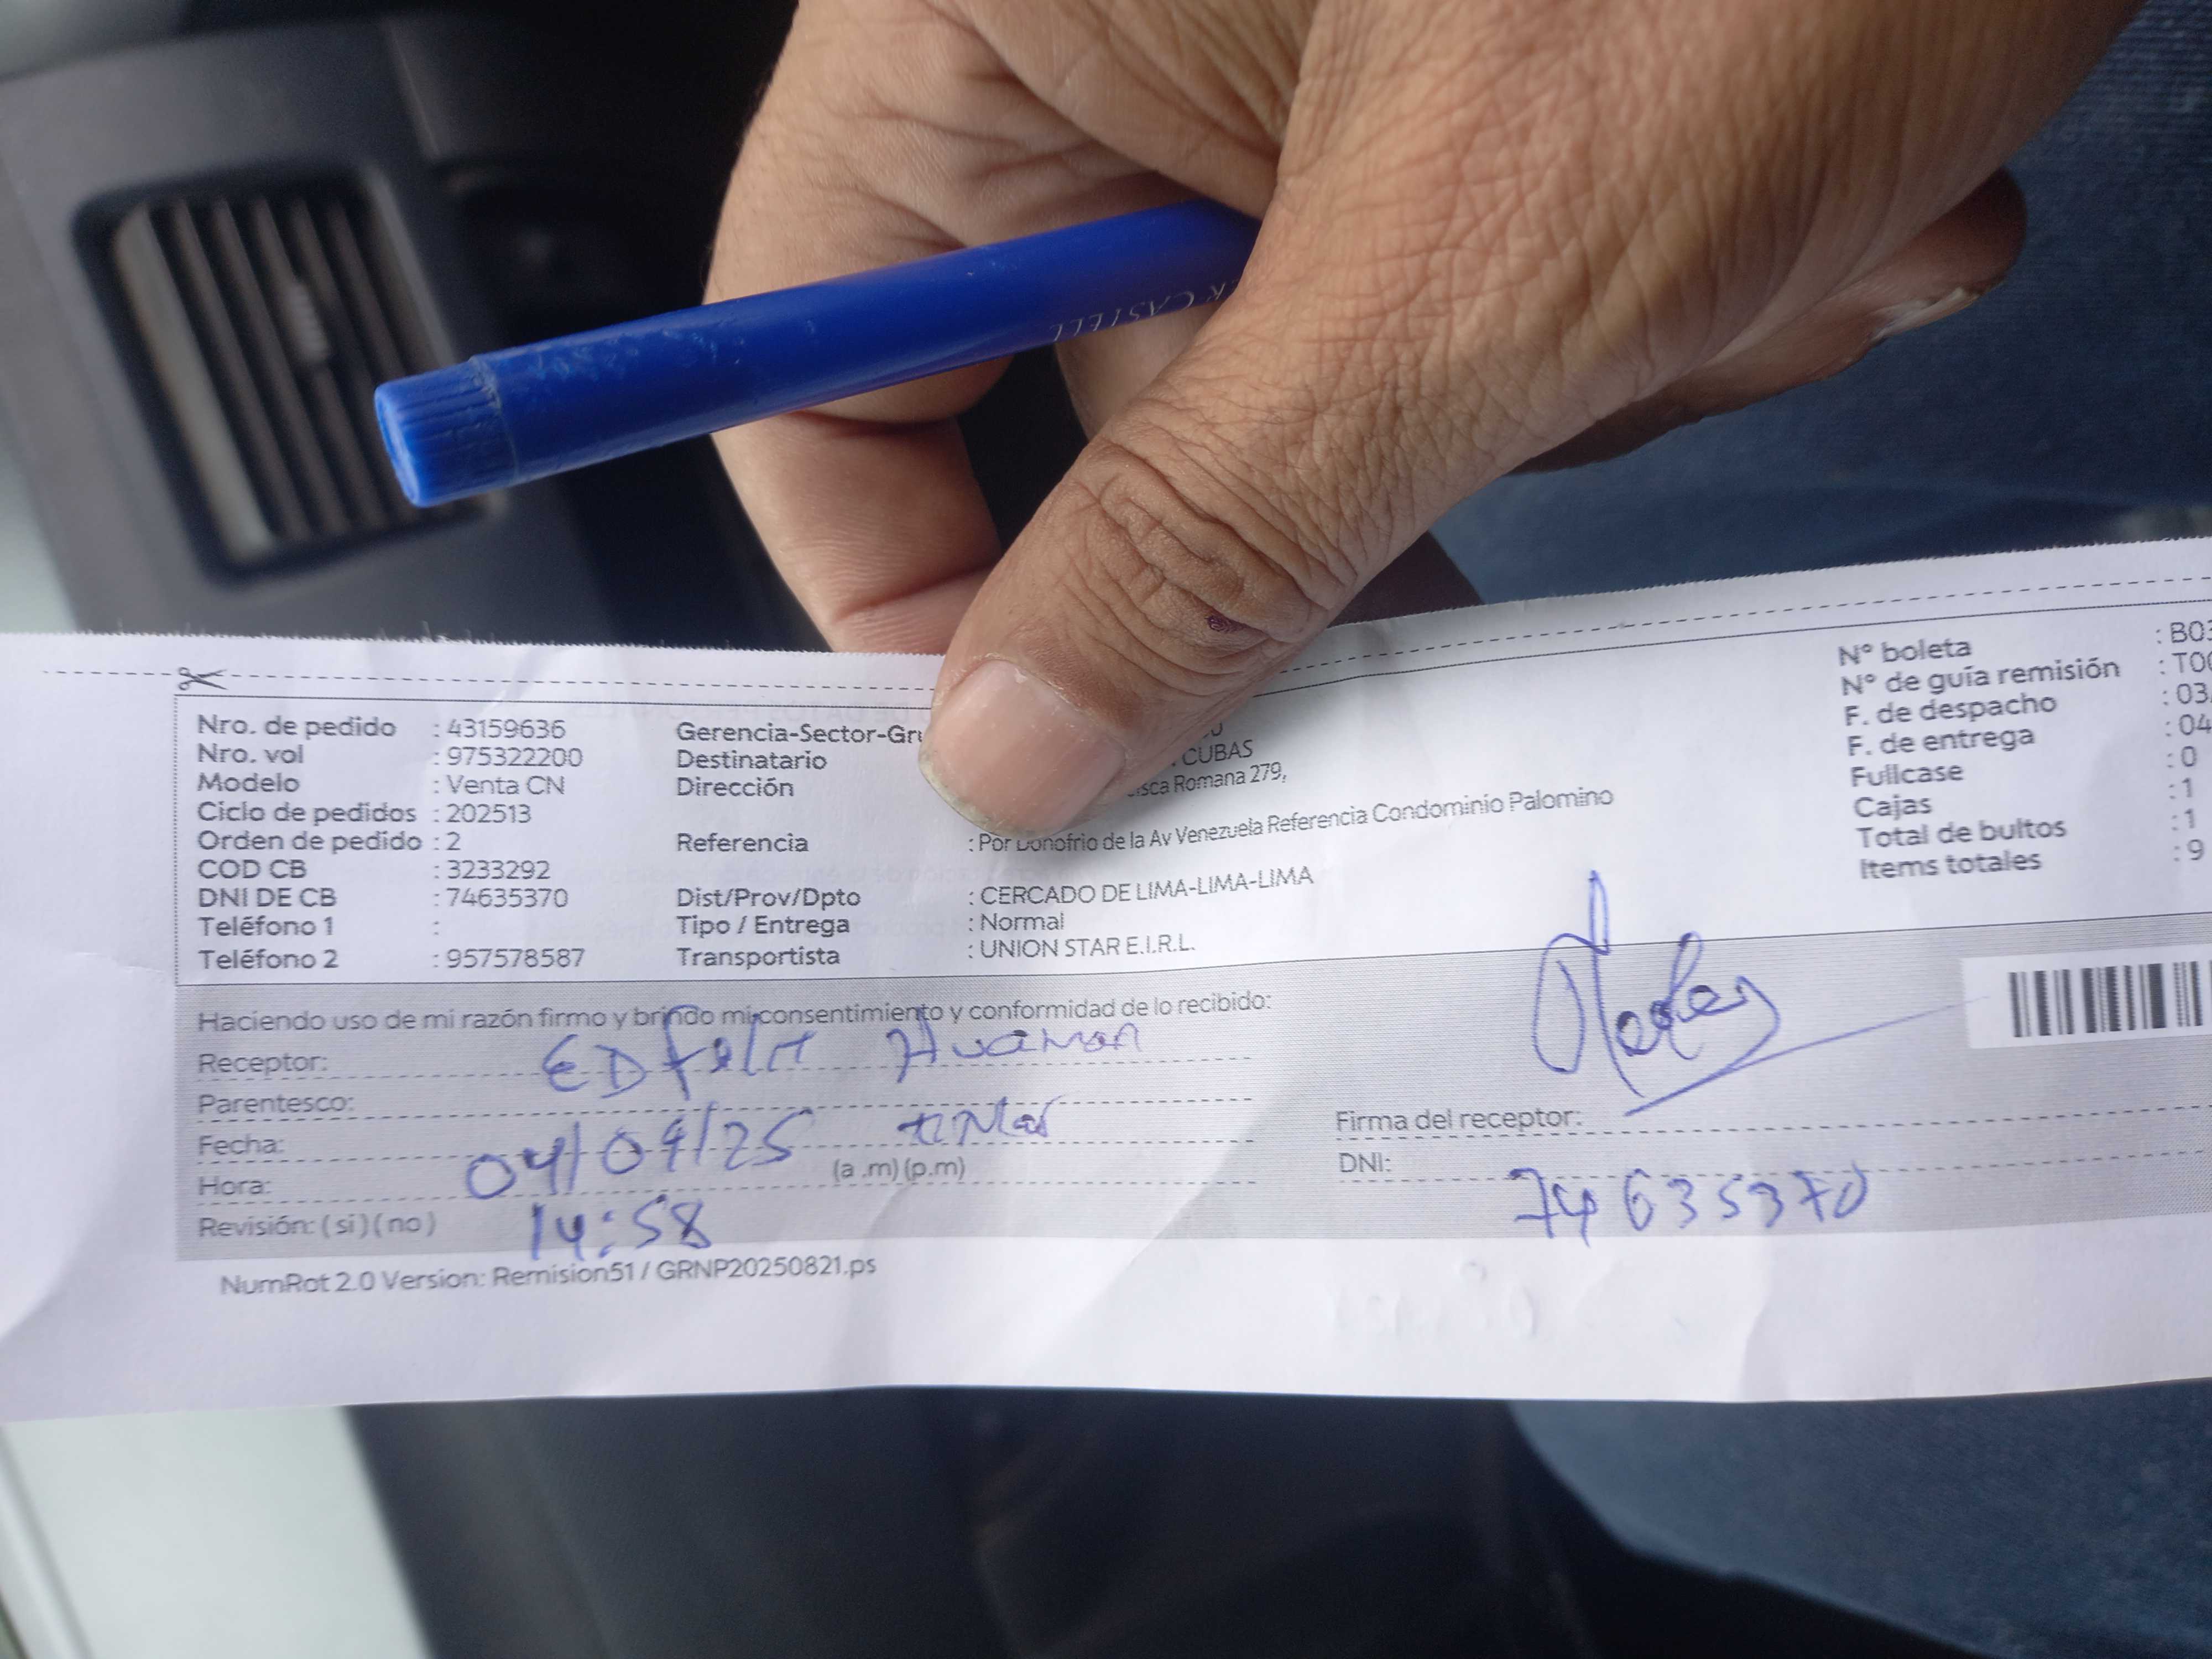 ER CASTELL
Nro. de pedido : 43159636
Nro. vol : 975322200
Modelo : Venta CN
Ciclo de pedidos : 202513
Orden de pedido : 2
COD CB : 3233292
DNI DE CB : 74635370
Teléfono 1 :
Teléfono 2 : 957578587
Gerencia-Sector-Gru
Destinatario CUBAS
Dirección isca Romana 279,
Referencia : Por Donofrio de la Av Venezuela Referencia Condominio Palomino
Dist/Prov/Dpto : CERCADO DE LIMA-LIMA-LIMA
Tipo / Entrega : Normal
Transportista : UNION STAR E.I.R.L.
N° boleta : B03
N° de guía remisión : T00
F. de despacho : 03
F. de entrega : 04
Fullcase : 0
Cajas : 1
Total de bultos : 1
Items totales : 9
Haciendo uso de mi razón firmo y brindo mi consentimiento y conformidad de lo recibido:
Receptor: Huaman
Parentesco:
Fecha: 04/09/25
Hora: (a .m) (p.m)
14:58
Revisión: ( si ) ( no )
Firma del receptor:
DNI: 74635370
NumRot 2.0 Version: Remision51 / GRNP20250821.ps